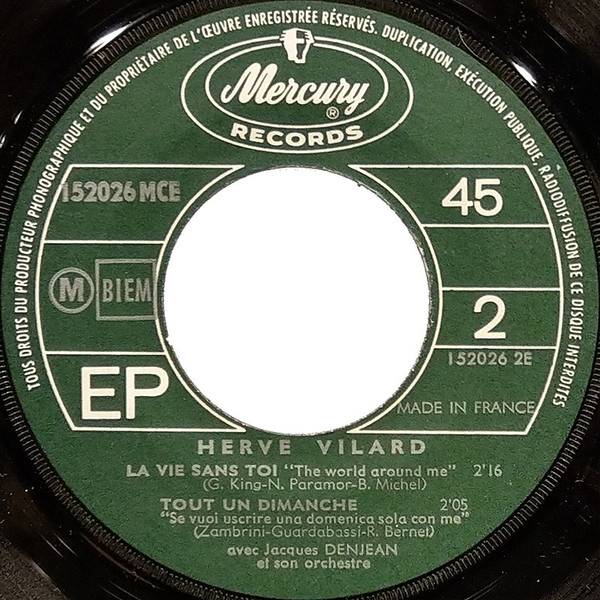 TOUS DROITS DU PRODUCTEUR PHONOGRAPHIQUE ET DU PROPRIÉTAIRE DE L'ŒUVRE ENREGISTRÉE RÉSERVÉS. DUPLICATION, EXÉCUTION PUBLIQUE, RADIODIFFUSION DE CE DISQUE INTERDITES
Mercury ®
RECORDS
152026 MCE
45
M BIEM
2
152026 2E
EP
MADE IN FRANCE
HERVE VILARD
LA VIE SANS TOI "The world around me" 2'16
(G. King-N. Paramor-B. Michel)
TOUT UN DIMANCHE 2'05
"Se vuoi uscrire una domenica sola con me"
(Zambrini-Guardabassi-R. Bernet)
avec Jacques DENJEAN
et son orchestre